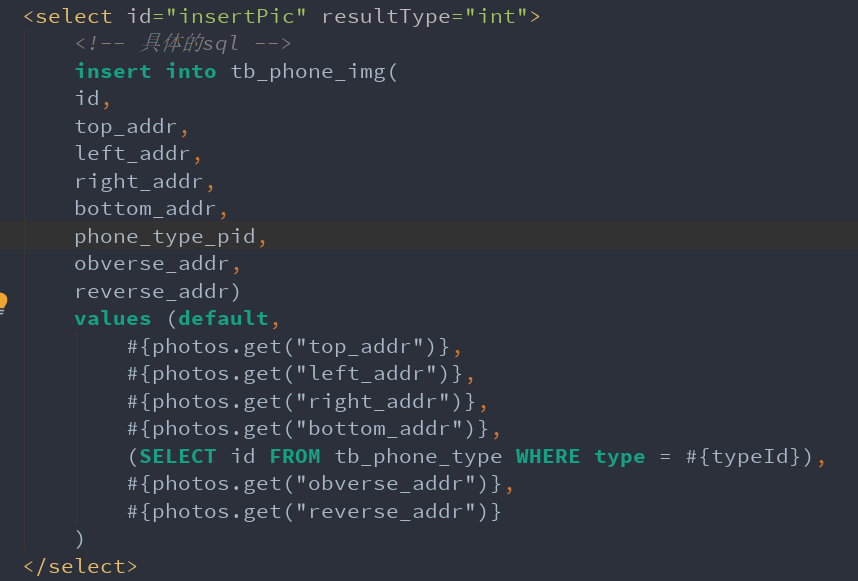 <select id="insertPic" resultType="int">
<!-- 具体的sql -->
insert into tb_phone_img(
id,
top_addr,
left_addr,
right_addr,
bottom_addr,
phone_type_pid,
obverse_addr,
reverse_addr)
values (default,
#{photos.get("top_addr")},
#{photos.get("left_addr")},
#{photos.get("right_addr")},
#{photos.get("bottom_addr")},
(SELECT id FROM tb_phone_type WHERE type = #{typeId}),
#{photos.get("obverse_addr")},
#{photos.get("reverse_addr")}
)
</select>